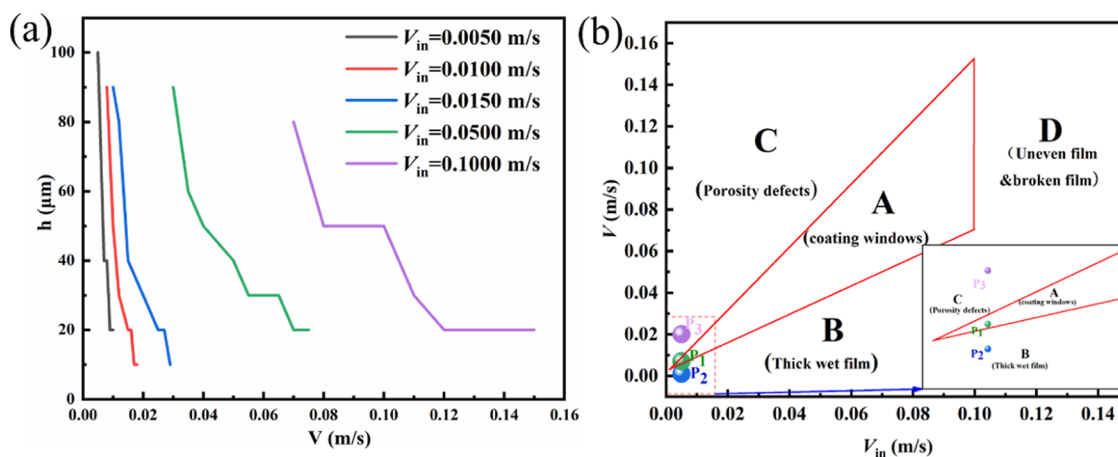 (a)
V_in=0.0050 m/s
V_in=0.0100 m/s
V_in=0.0150 m/s
V_in=0.0500 m/s
V_in=0.1000 m/s
100
80
60
40
20
0
h (μm)
0.00 0.02 0.04 0.06 0.08 0.10 0.12 0.14 0.16
V (m/s)
(b)
0.16
0.14
0.12
0.10
0.08
0.06
0.04
0.02
0.00
V (m/s)
C
(Porosity defects)
D
(Uneven film
&broken film)
A
(coating windows)
B
(Thick wet film)
P3
P1
P2
P3
C
(Porosity defects)
A
(coating windows)
P1
P2
B
(Thick wet film)
0.00 0.02 0.04 0.06 0.08 0.10 0.12 0.14
V_in (m/s)